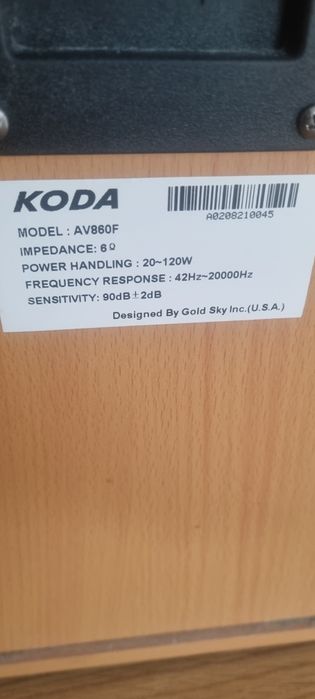 KODA
A0208210045
MODEL : AV860F
IMPEDANCE: 6Ω
POWER HANDLING : 20~120W
FREQUENCY RESPONSE : 42Hz~20000Hz
SENSITIVITY: 90dB±2dB
Designed By Gold Sky Inc.(U.S.A.)